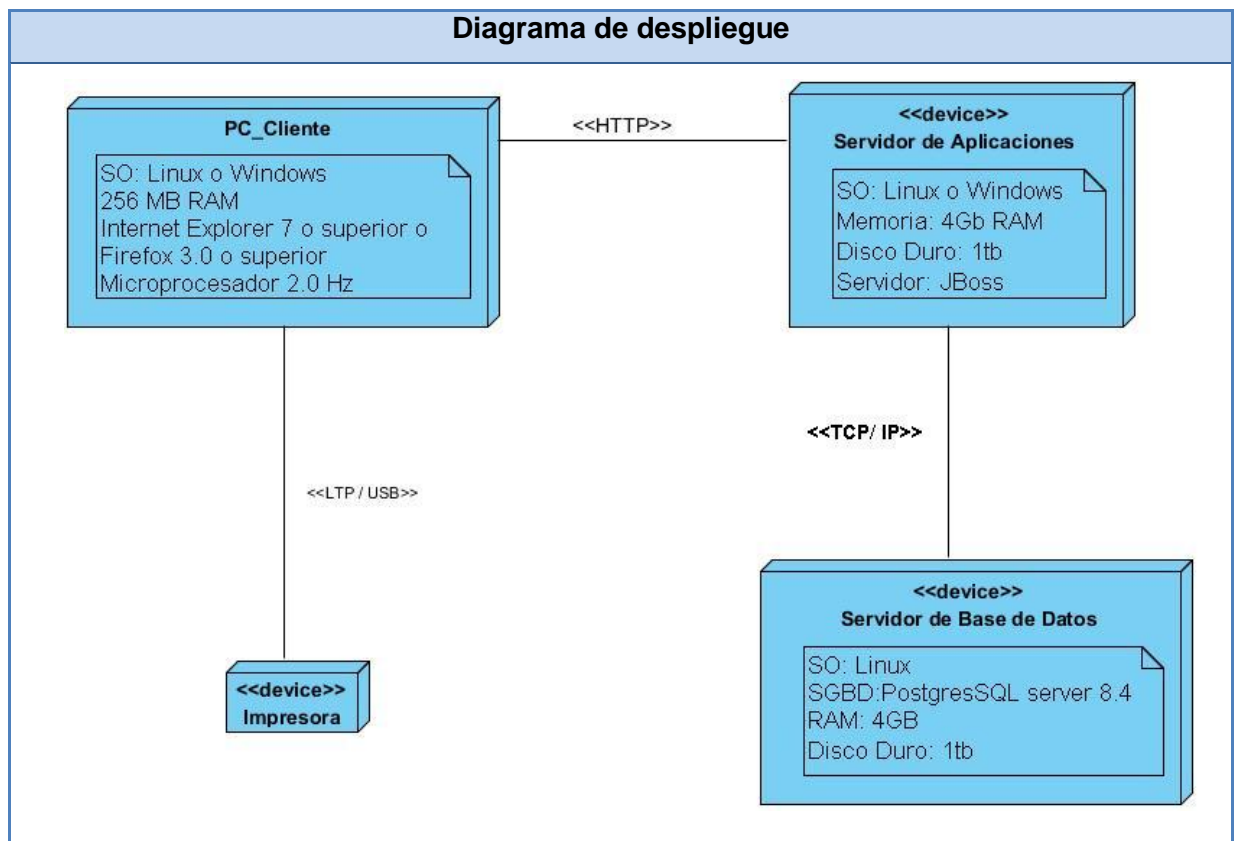 Diagrama de despliegue
PC_Cliente
SO: Linux o Windows
256 MB RAM
Internet Explorer 7 o superior o
Firefox 3.0 o superior
Microprocesador 2.0 Hz
<<HTTP>>
<<device>>
Servidor de Aplicaciones
SO: Linux o Windows
Memoria: 4Gb RAM
Disco Duro: 1tb
Servidor: JBoss
<<TCP/ IP>>
<<LTP / USB>>
<<device>>
Impresora
<<device>>
Servidor de Base de Datos
SO: Linux
SGBD:PostgresSQL server 8.4
RAM: 4GB
Disco Duro: 1tb